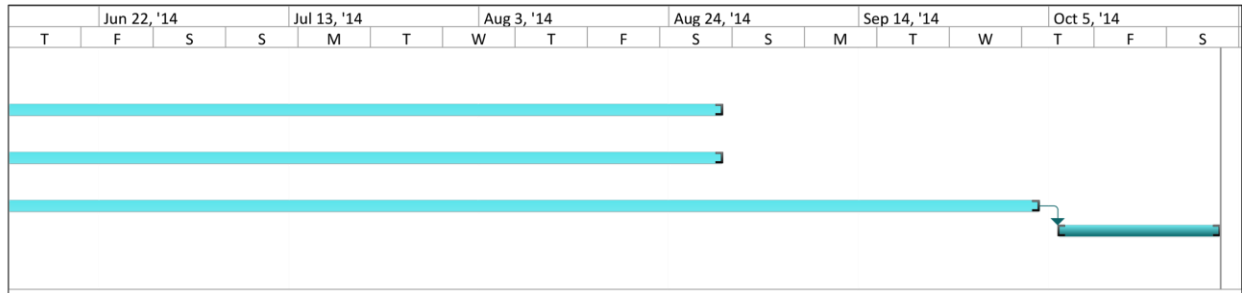 Jun 22, '14 Jul 13, '14 Aug 3, '14 Aug 24, '14 Sep 14, '14 Oct 5, '14
T F S S M T W T F S S M T W T F S